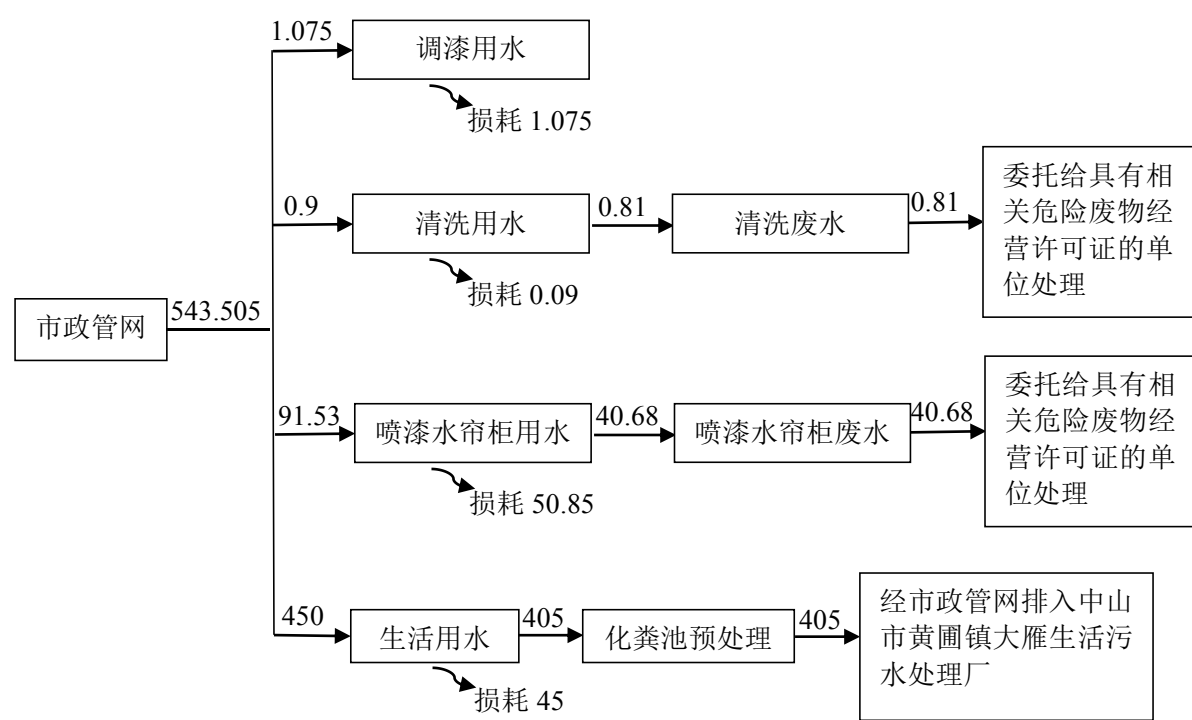 1.075
调漆用水
损耗 1.075
0.9
清洗用水
0.81
清洗废水
0.81
委托给具有相
关危险废物经
营许可证的单
位处理
损耗 0.09
市政管网
543.505
91.53
喷漆水帘柜用水
40.68
喷漆水帘柜废水
40.68
委托给具有相
关危险废物经
营许可证的单
位处理
损耗 50.85
450
生活用水
405
化粪池预处理
405
经市政管网排入中山
市黄圃镇大雁生活污
水处理厂
损耗 45